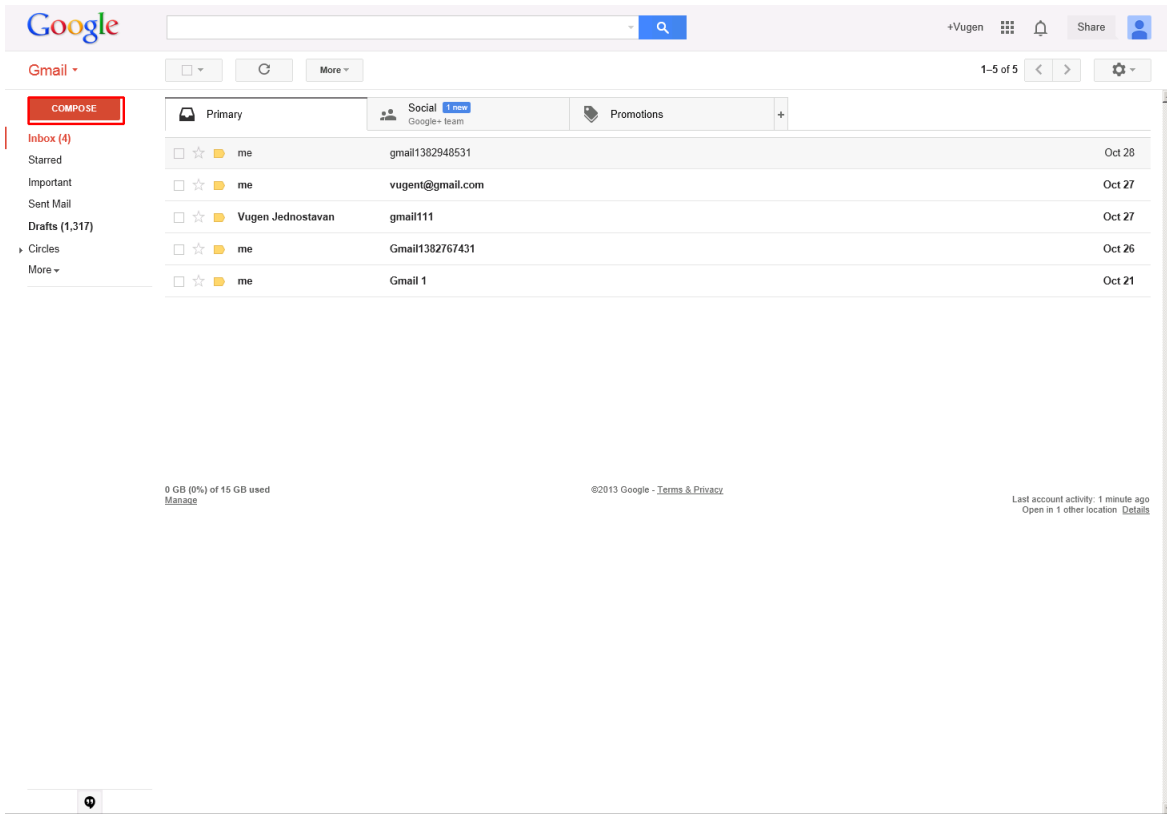 Google
+Vugen
Share
Gmail
More
1–5 of 5
COMPOSE
Inbox (4)
Starred
Important
Sent Mail
Drafts (1,317)
Circles
More
Primary
Social 1 new
Google+ team
Promotions
+
me gmail1382948531 Oct 28
me vugent@gmail.com Oct 27
Vugen Jednostavan gmail111 Oct 27
me Gmail1382767431 Oct 26
me Gmail 1 Oct 21
0 GB (0%) of 15 GB used
Manage
©2013 Google - Terms & Privacy
Last account activity: 1 minute ago
Open in 1 other location Details